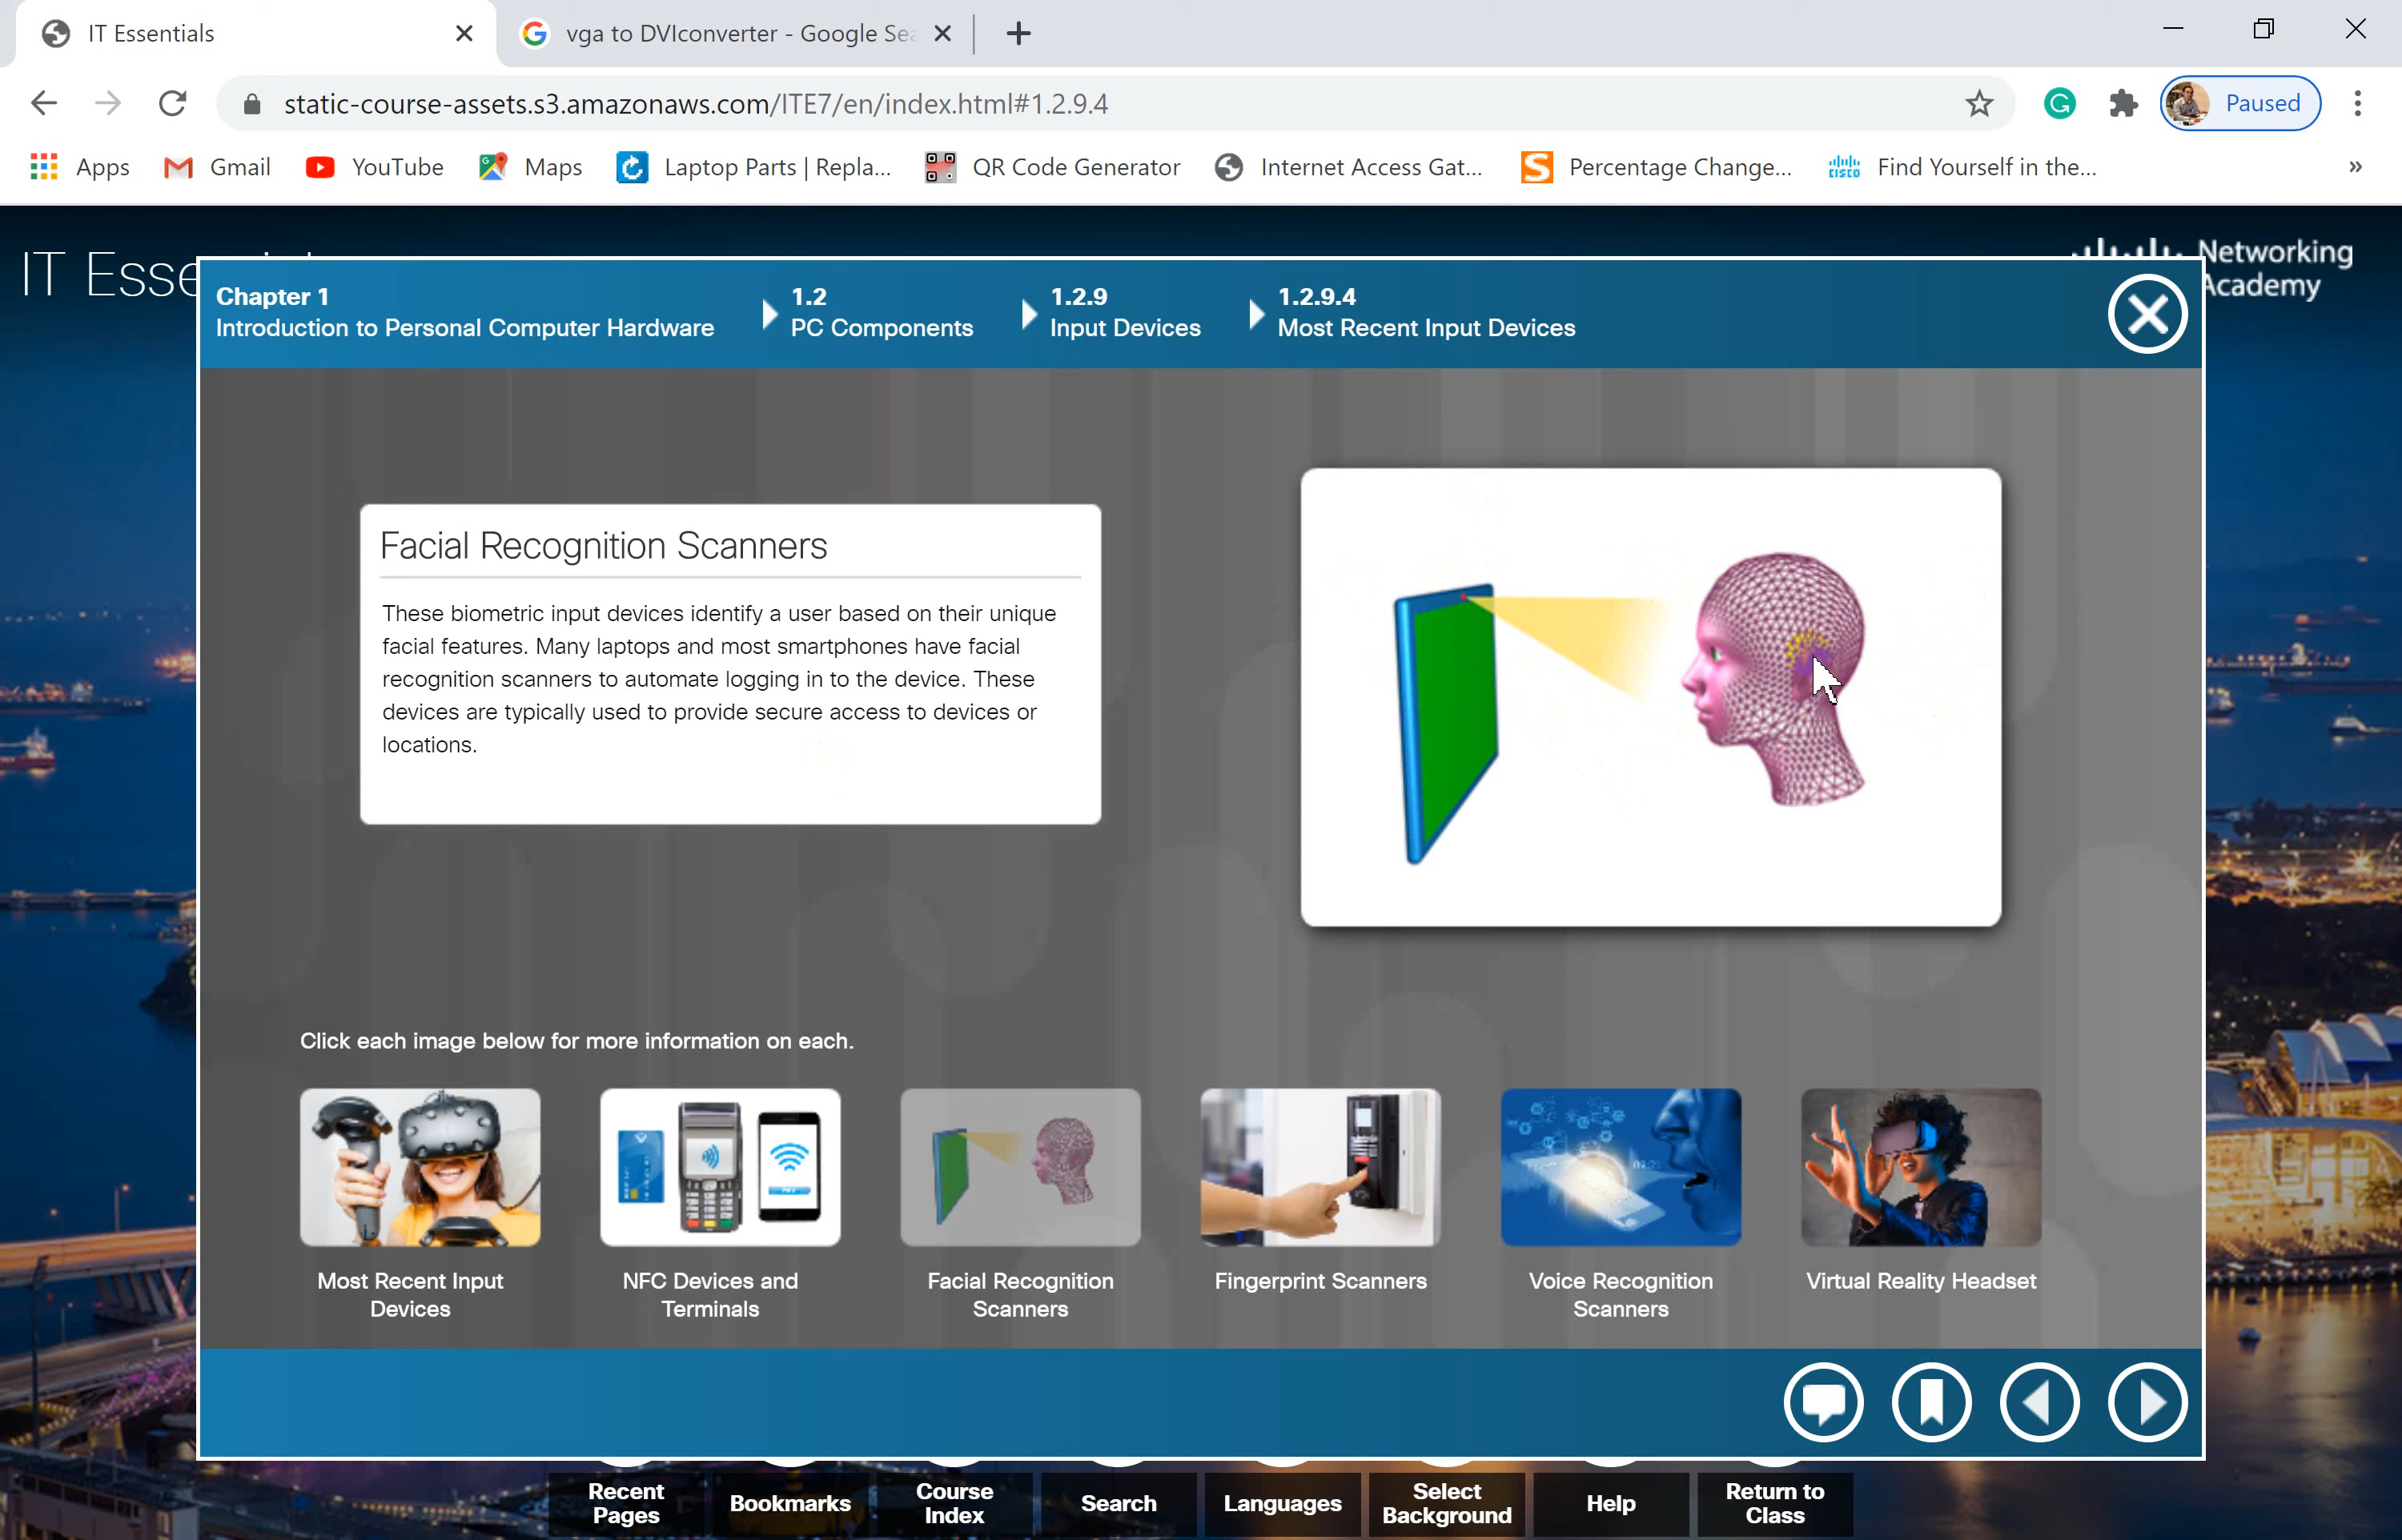 IT Essentials
vga to DVIconverter - Google Sea
static-course-assets.s3.amazonaws.com/ITE7/en/index.html#1.2.9.4
Paused
Apps
Gmail
YouTube
Maps
Laptop Parts | Repla...
QR Code Generator
Internet Access Gat...
Percentage Change...
CISCO
Find Yourself in the...
»
IT Esse
Networking
Academy
Chapter 1
Introduction to Personal Computer Hardware
1.2
PC Components
1.2.9
Input Devices
1.2.9.4
Most Recent Input Devices
Facial Recognition Scanners
These biometric input devices identify a user based on their unique
facial features. Many laptops and most smartphones have facial
recognition scanners to automate logging in to the device. These
devices are typically used to provide secure access to devices or
locations.
Click each image below for more information on each.
Most Recent Input
Devices
NFC Devices and
Terminals
Facial Recognition
Scanners
Fingerprint Scanners
Voice Recognition
Scanners
Virtual Reality Headset
Recent
Pages
Bookmarks
Course
Index
Search
Languages
Select
Background
Help
Return to
Class